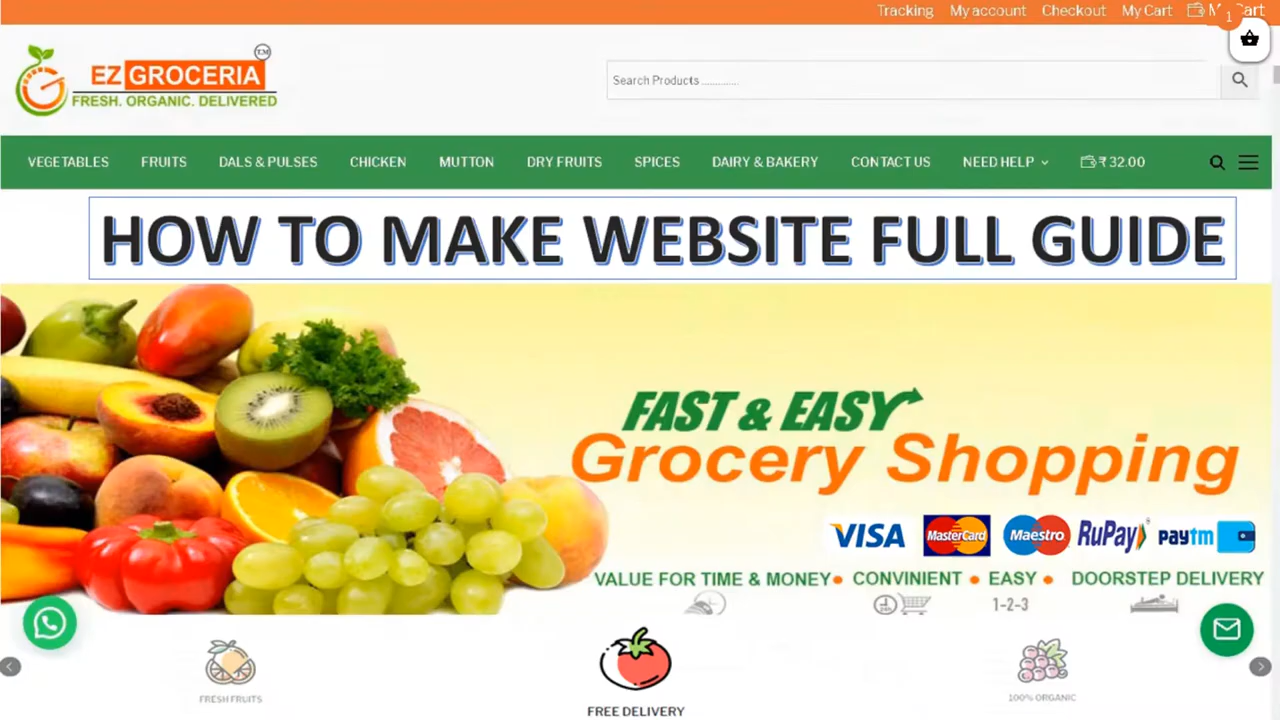 Tracking My account Checkout My Cart My Cart
1
TM
EZ GROCERIA
FRESH. ORGANIC. DELIVERED
Search Products ..............
VEGETABLES FRUITS DALS & PULSES CHICKEN MUTTON DRY FRUITS SPICES DAIRY & BAKERY CONTACT US NEED HELP ₹ 32.00
HOW TO MAKE WEBSITE FULL GUIDE
FAST & EASY
Grocery Shopping
VISA MasterCard Maestro RuPay paytm
VALUE FOR TIME & MONEY CONVINIENT EASY DOORSTEP DELIVERY
1-2-3
FRESH FRUITS FREE DELIVERY 100% ORGANIC